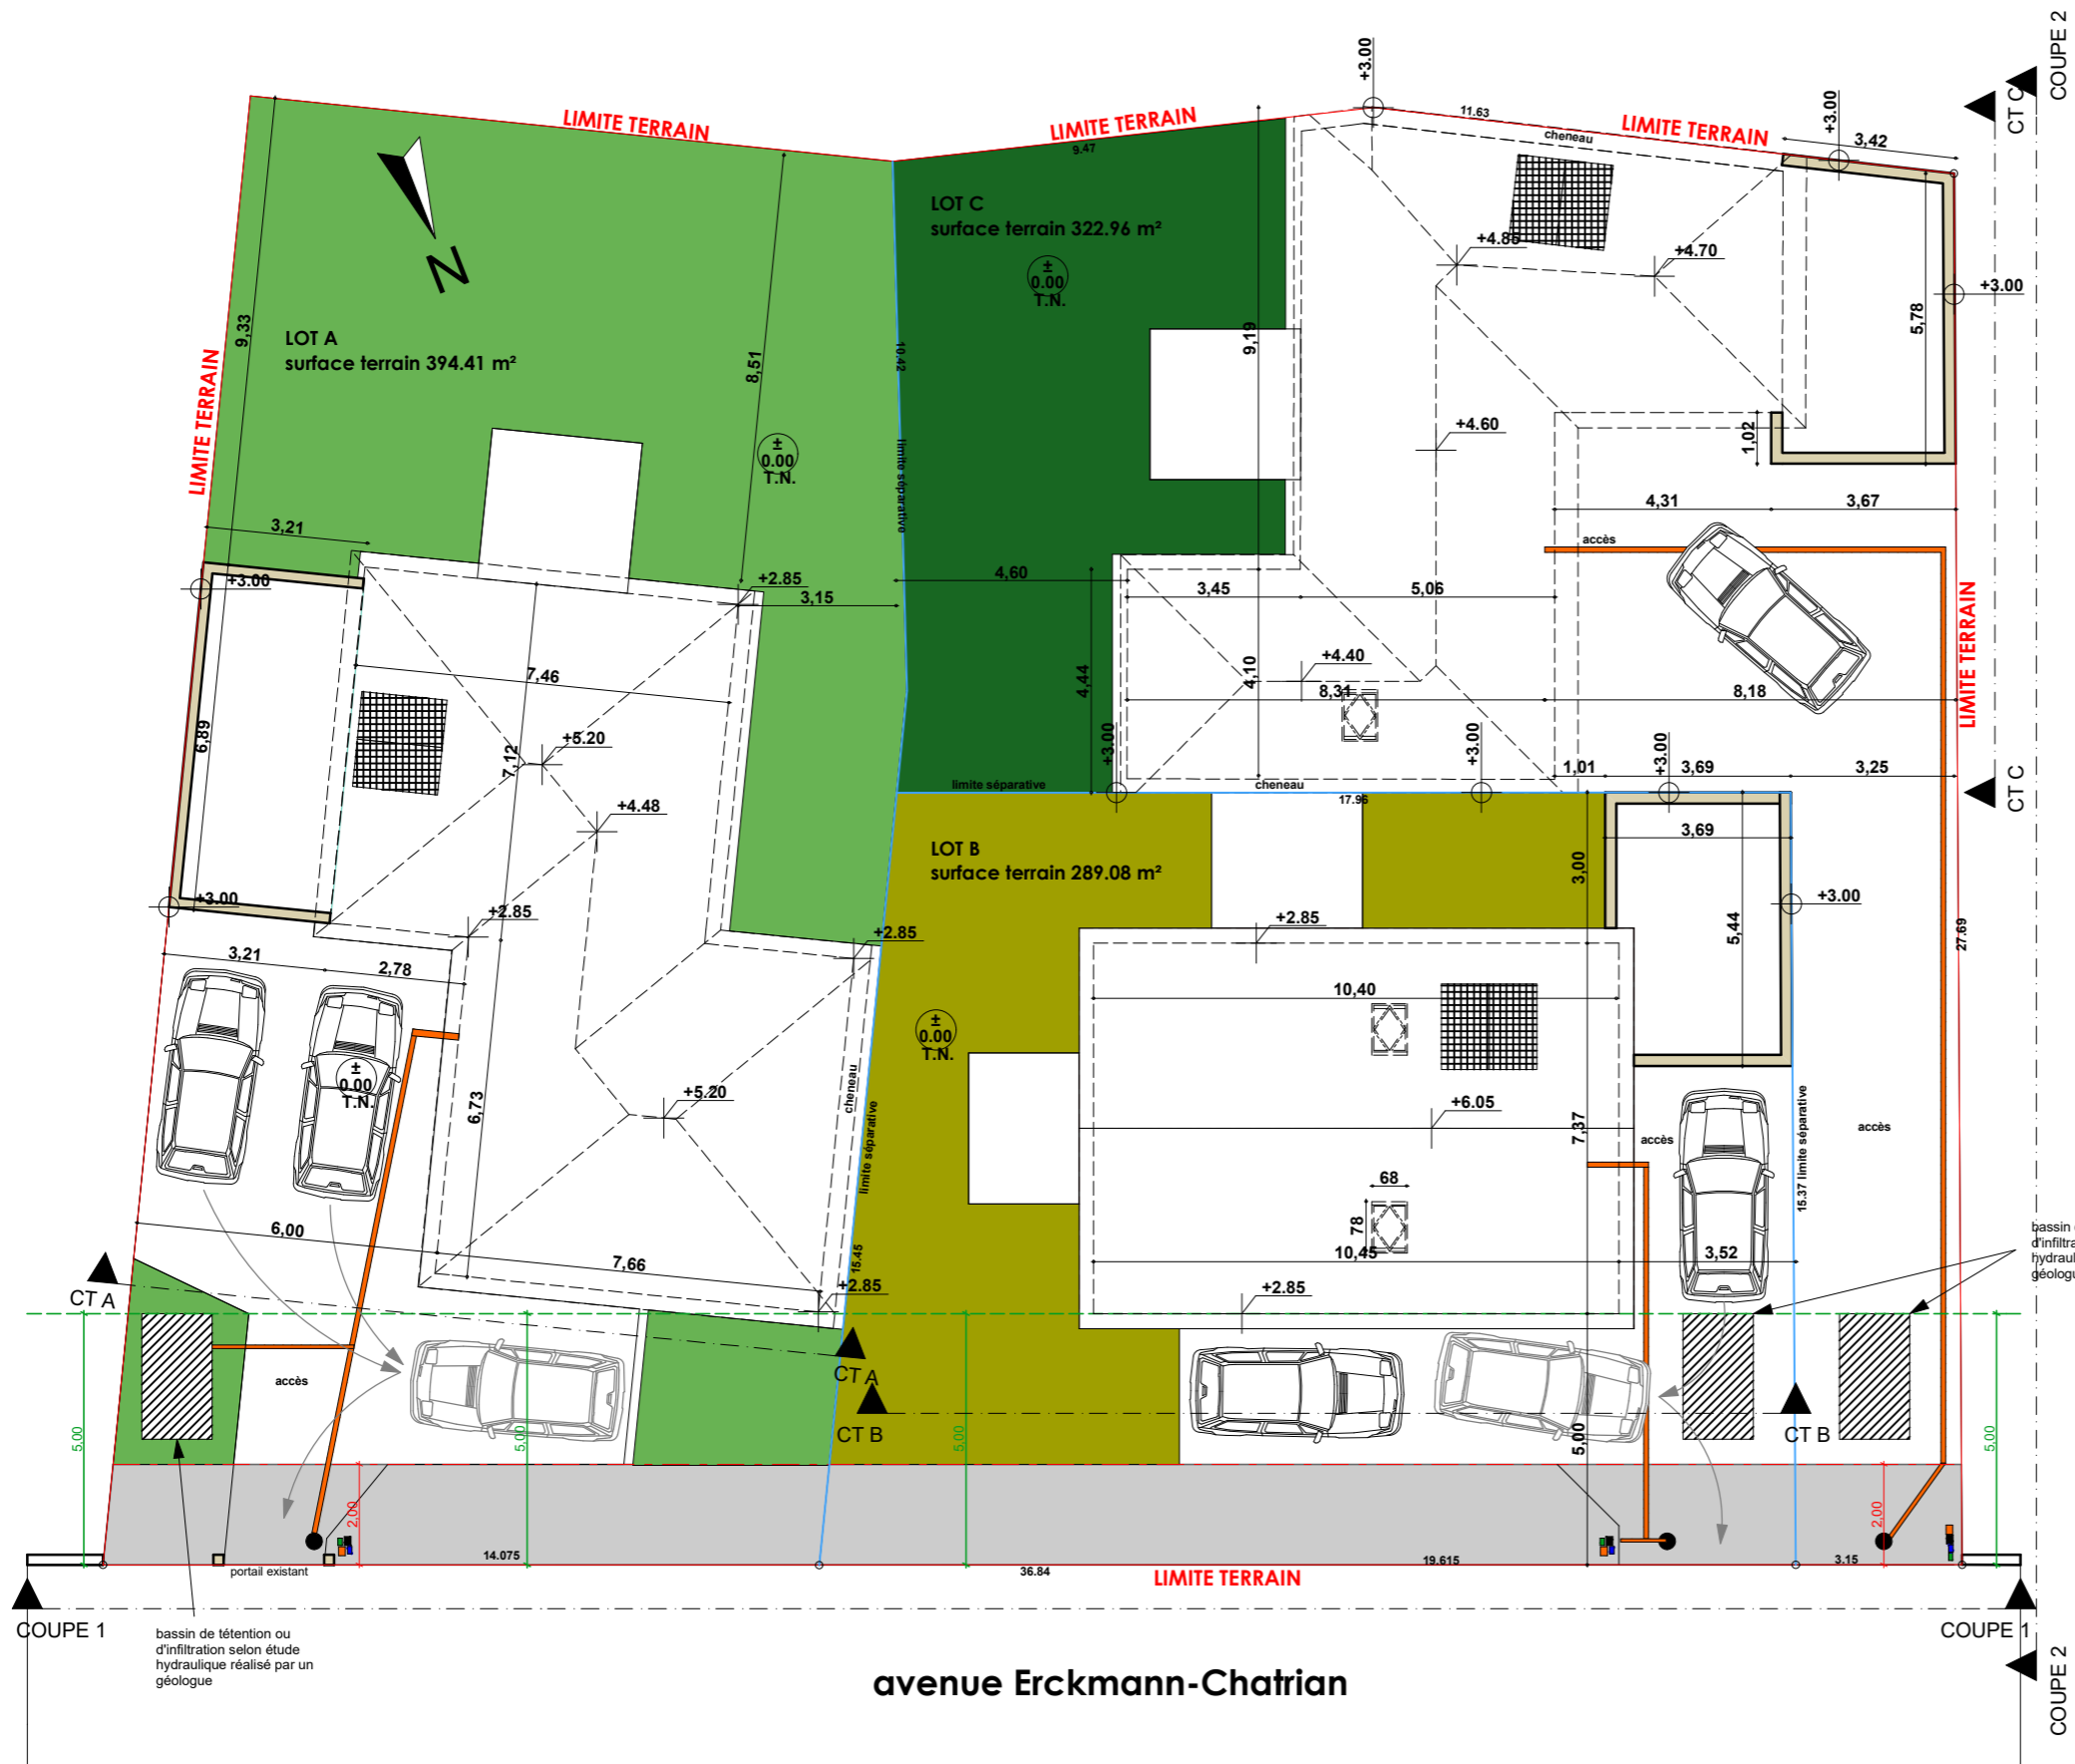 COUPE 2
CT C
+3.00
LIMITE TERRAIN
LIMITE TERRAIN
9.47
11.63
cheneau
LIMITE TERRAIN
+3.00
3,42
N
LOT A
surface terrain 394.41 m²
9,33
8,51
LIMITE TERRAIN
±
0.00
T.N.
LOT C
surface terrain 322.96 m²
±
0.00
T.N.
10.42
limite séparative
9,19
+4.85
+4.70
+3.00
5,78
+4.60
1,02
4,31
3,67
accès
3,21
+3.00
+2.85
3,15
4,60
3,45
5,06
4,44
4,10
+4.40
8,31
8,18
LIMITE TERRAIN
7,46
6,89
7,12
+5.20
+4.48
+3.00
+2.85
+2.85
+3.00
+3.00
+3.00
1,01
3,69
3,25
limite séparative
cheneau
17.96
CT C
LOT B
surface terrain 289.08 m²
3,00
3,69
5,44
+3.00
27.69
3,21
2,78
±
0.00
T.N.
+2.85
10,40
±
0.00
T.N.
6,73
+5.20
cheneau
limite séparative
15.45
+6.05
7,37
accès
accès
15.37 limite séparative
68
78
10,45
3,52
6,00
7,66
+2.85
+2.85
CT A
CT A
CT B
CT B
bassin
d'infiltra
hydraul
géologu
5,00
accès
5,00
5,00
5,00
5,00
2,00
2,00
14.075
36.84
19.615
3.15
portail existant
LIMITE TERRAIN
COUPE 1
COUPE 1
bassin de tétention ou
d'infiltration selon étude
hydraulique réalisé par un
géologue
avenue Erckmann-Chatrian
COUPE 2